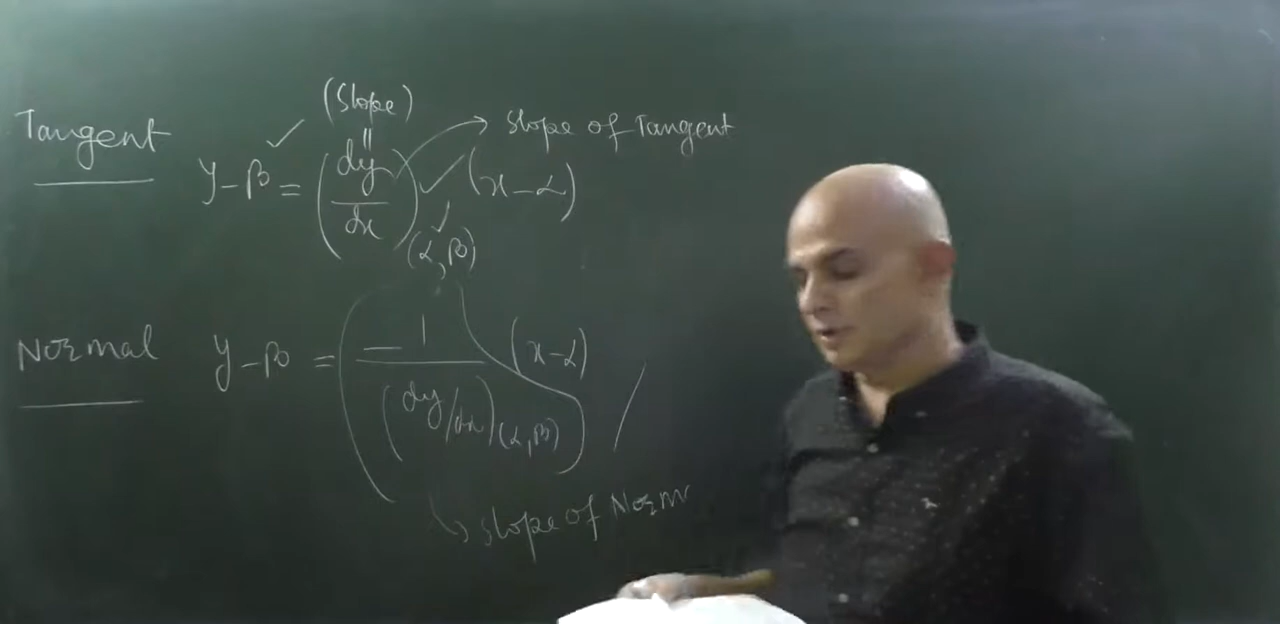 Tangent
(Slope)
y-β = (dy/dx)(α,β) (x-α)
slope of Tangent
Normal
y-β = (-1/(dy/dx)(α,β)) (x-α)
slope of Norm